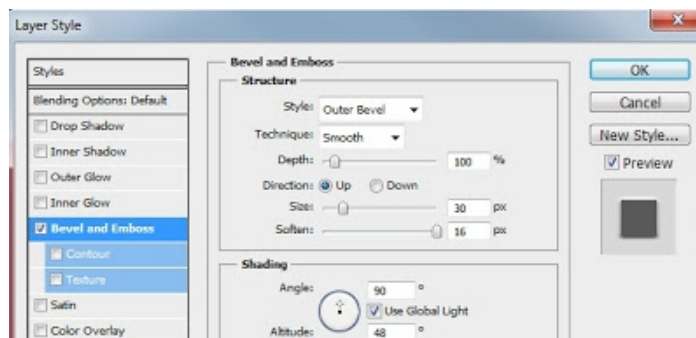 Layer Style
Styles
Blending Options: Default
Drop Shadow
Inner Shadow
Outer Glow
Inner Glow
Bevel and Emboss
Contour
Texture
Satin
Color Overlay
Bevel and Emboss
Structure
Style: Outer Bevel
Technique: Smooth
Depth: 100 %
Direction: Up Down
Size: 30 px
Soften: 16 px
Shading
Angle: 90 °
Use Global Light
Altitude: 48 °
OK
Cancel
New Style...
Preview